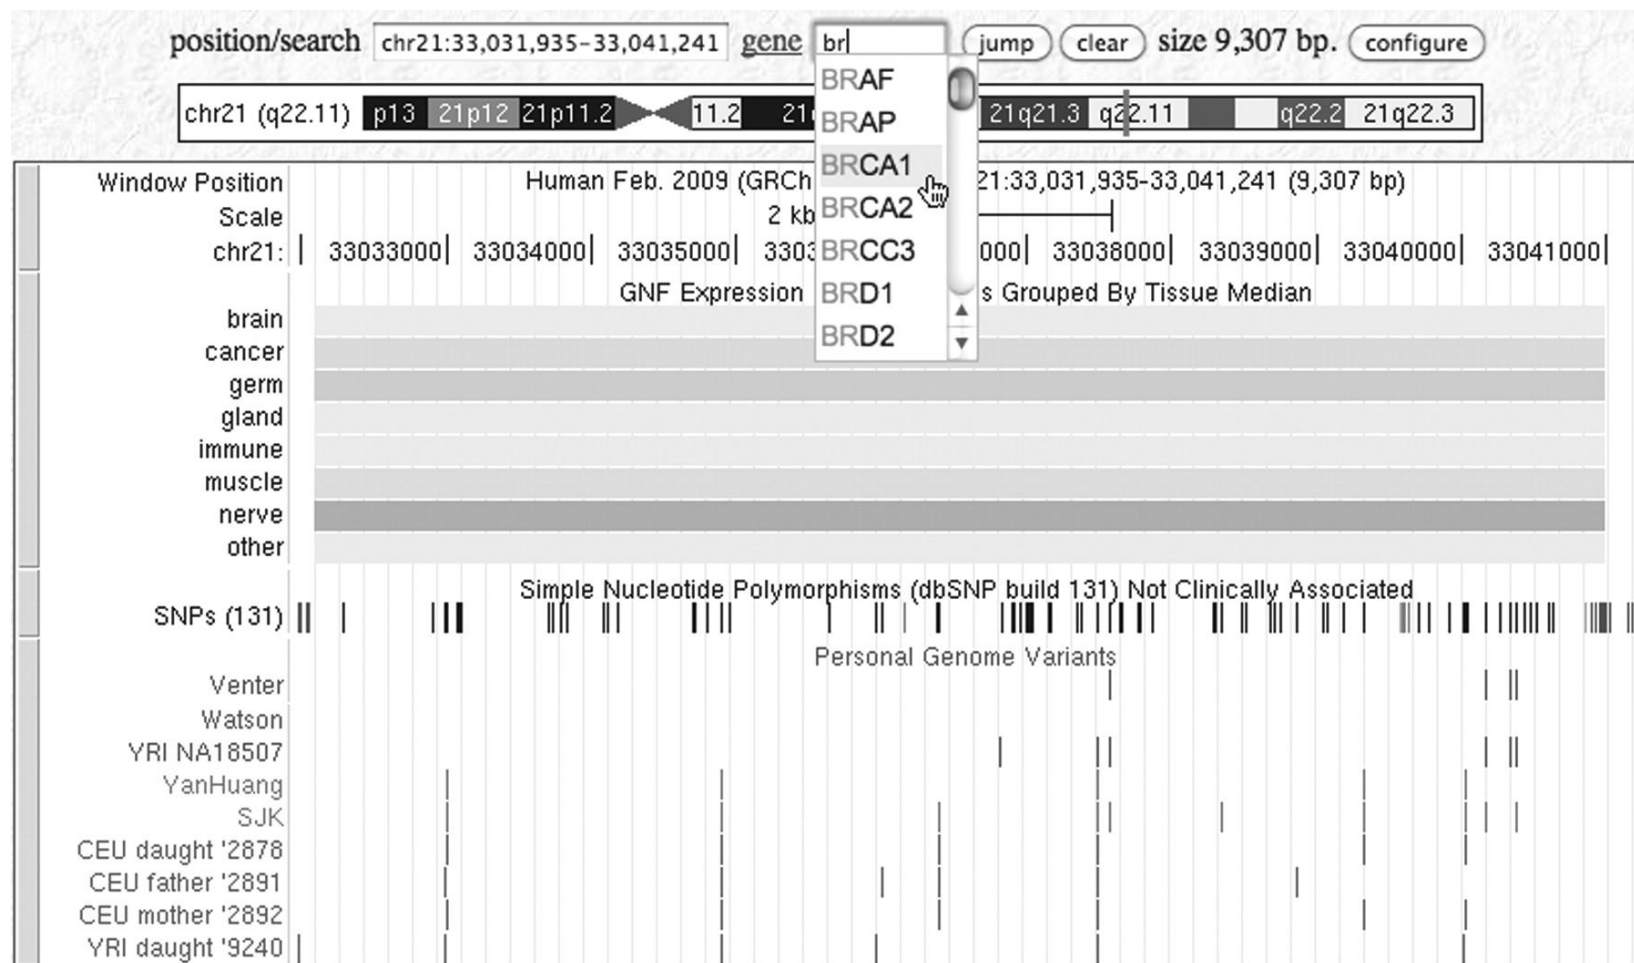 position/search chr21:33,031,935-33,041,241 gene br jump clear size 9,307 bp. configure
BRAF
BRAP
BRCA1
BRCA2
BRCC3
BRD1
BRD2
chr21 (q22.11) p13 21p12 21p11.2 11.2 21q21.3 q22.11 q22.2 21q22.3
Window Position Human Feb. 2009 (GRCh 21:33,031,935-33,041,241 (9,307 bp)
Scale 2 kb
chr21: 33033000 33034000 33035000 3303 000 33038000 33039000 33040000 33041000
GNF Expression s Grouped By Tissue Median
brain
cancer
germ
gland
immune
muscle
nerve
other
Simple Nucleotide Polymorphisms (dbSNP build 131) Not Clinically Associated
SNPs (131)
Personal Genome Variants
Venter
Watson
YRI NA18507
YanHuang
SJK
CEU daught '2878
CEU father '2891
CEU mother '2892
YRI daught '9240